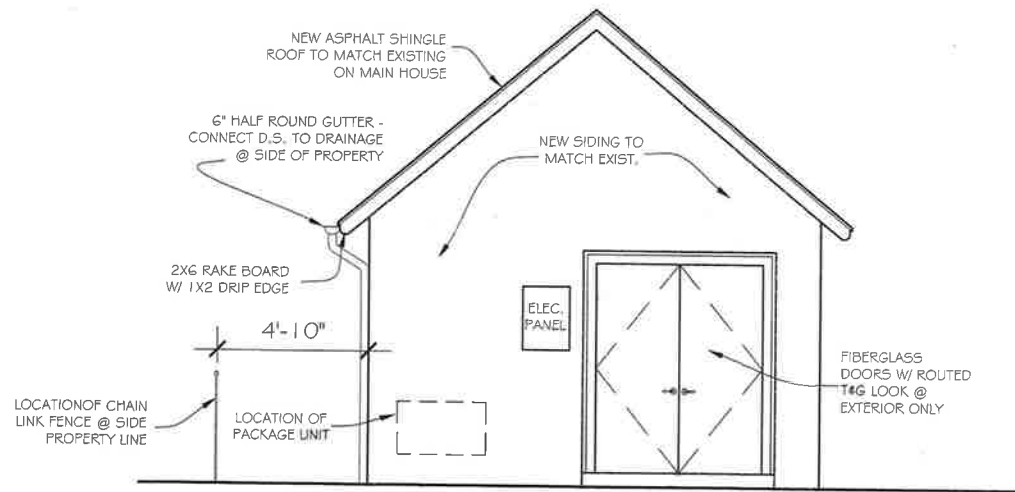 NEW ASPHALT SHINGLE
ROOF TO MATCH EXISTING
ON MAIN HOUSE
6" HALF ROUND GUTTER -
CONNECT D.S. TO DRAINAGE
@ SIDE OF PROPERTY
NEW SIDING TO
MATCH EXIST.
2X6 RAKE BOARD
W/ 1X2 DRIP EDGE
ELEC.
PANEL
4'-10"
FIBERGLASS
DOORS W/ ROUTED
T&G LOOK @
EXTERIOR ONLY
LOCATIONOF CHAIN
LINK FENCE @ SIDE
PROPERTY LINE
LOCATION OF
PACKAGE UNIT